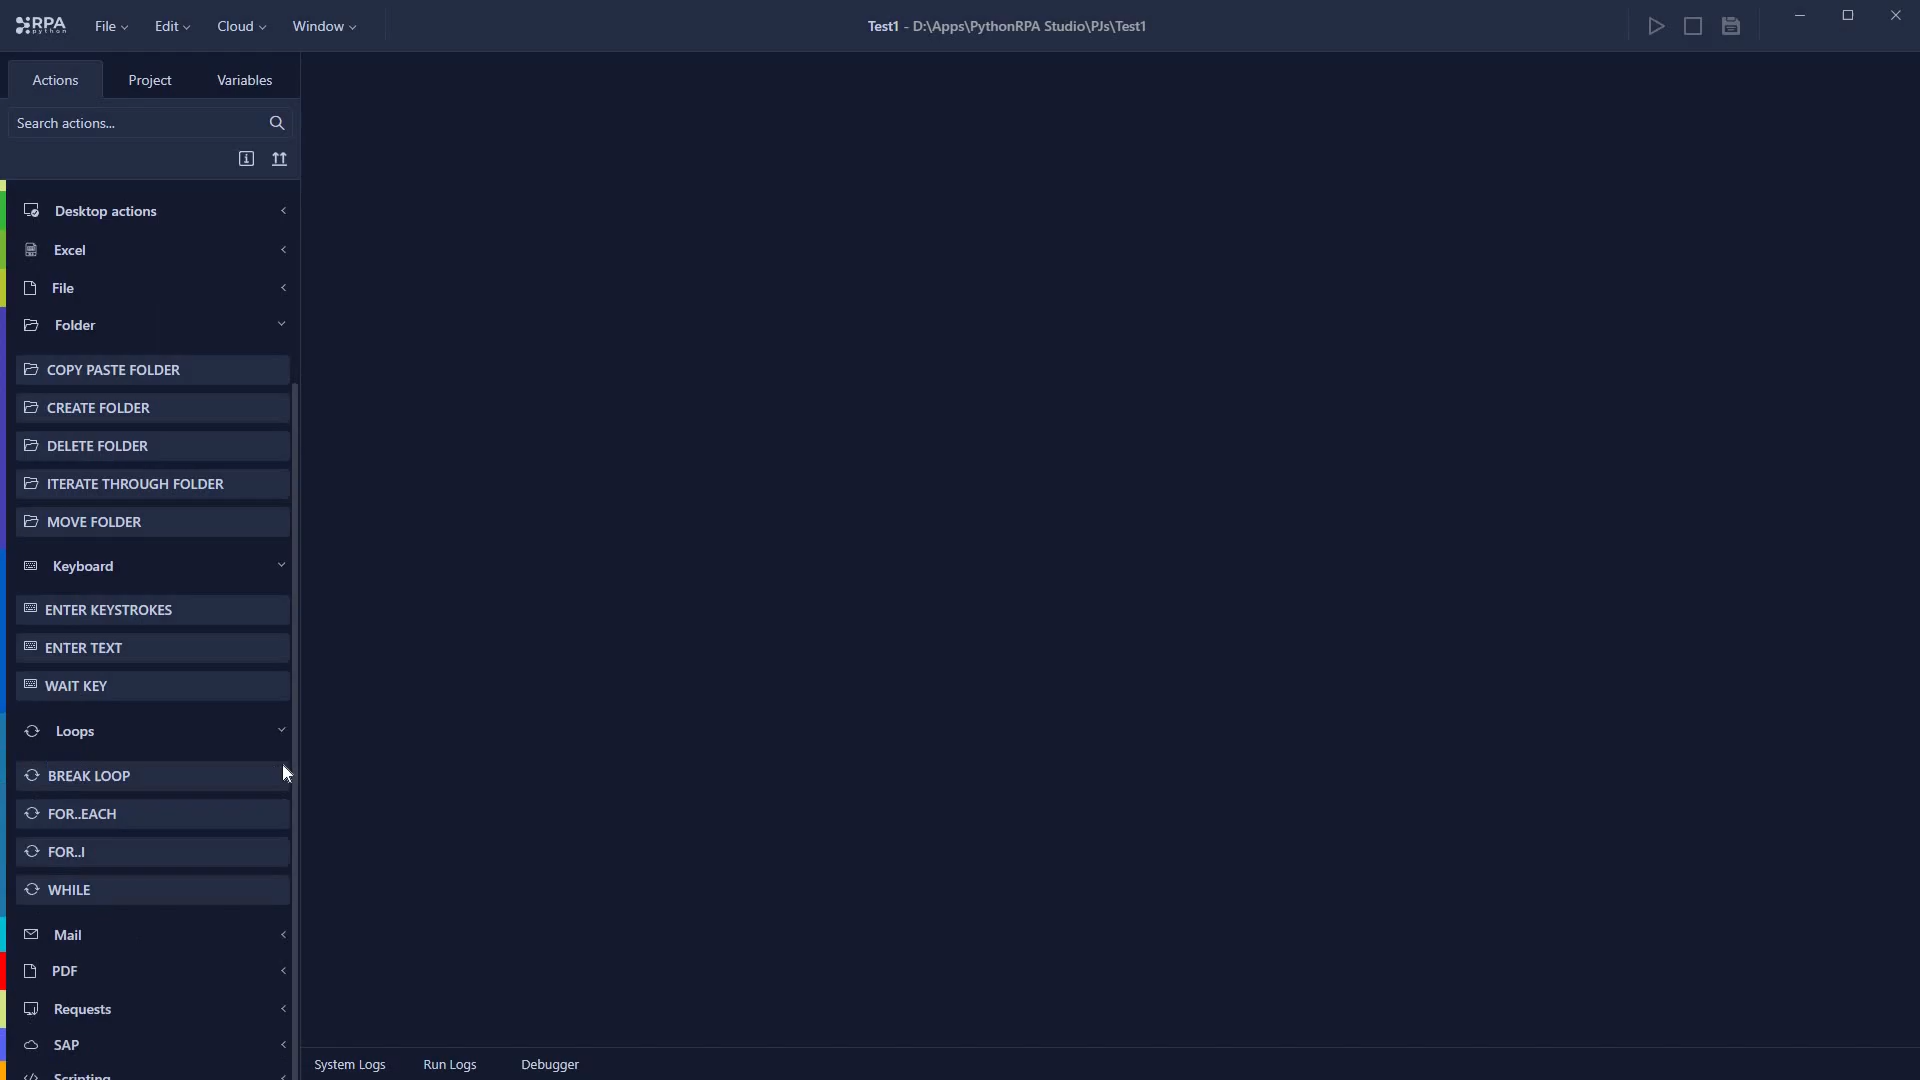 RPA
python
File
Edit
Cloud
Window
Test1 - D:\Apps\PythonRPA Studio\PJs\Test1
Actions
Project
Variables
Search actions...
Desktop actions
Excel
File
Folder
COPY PASTE FOLDER
CREATE FOLDER
DELETE FOLDER
ITERATE THROUGH FOLDER
MOVE FOLDER
Keyboard
ENTER KEYSTROKES
ENTER TEXT
WAIT KEY
Loops
BREAK LOOP
FOR..EACH
FOR..I
WHILE
Mail
PDF
Requests
SAP
Scripting
System Logs
Run Logs
Debugger